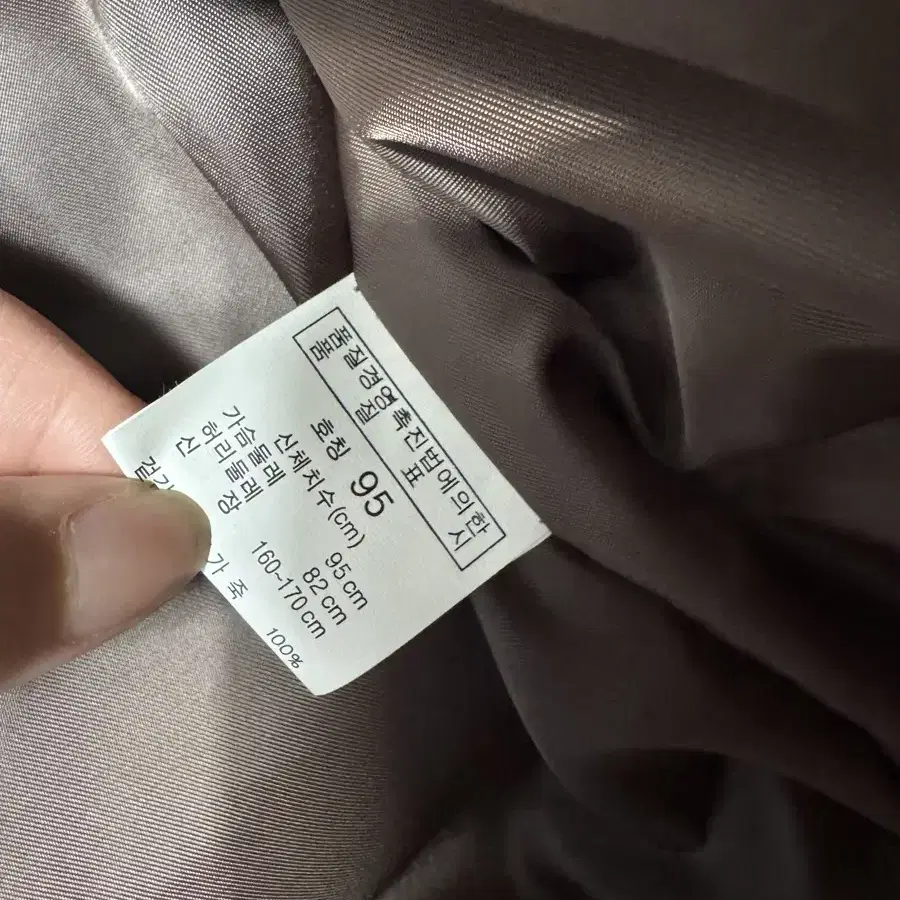 품질경영촉진법에의한
품 질 표 시
호칭 95
신체치수(cm)
가슴둘레 95 cm
허리둘레 82 cm
신 장 160~170 cm
가 죽 100%